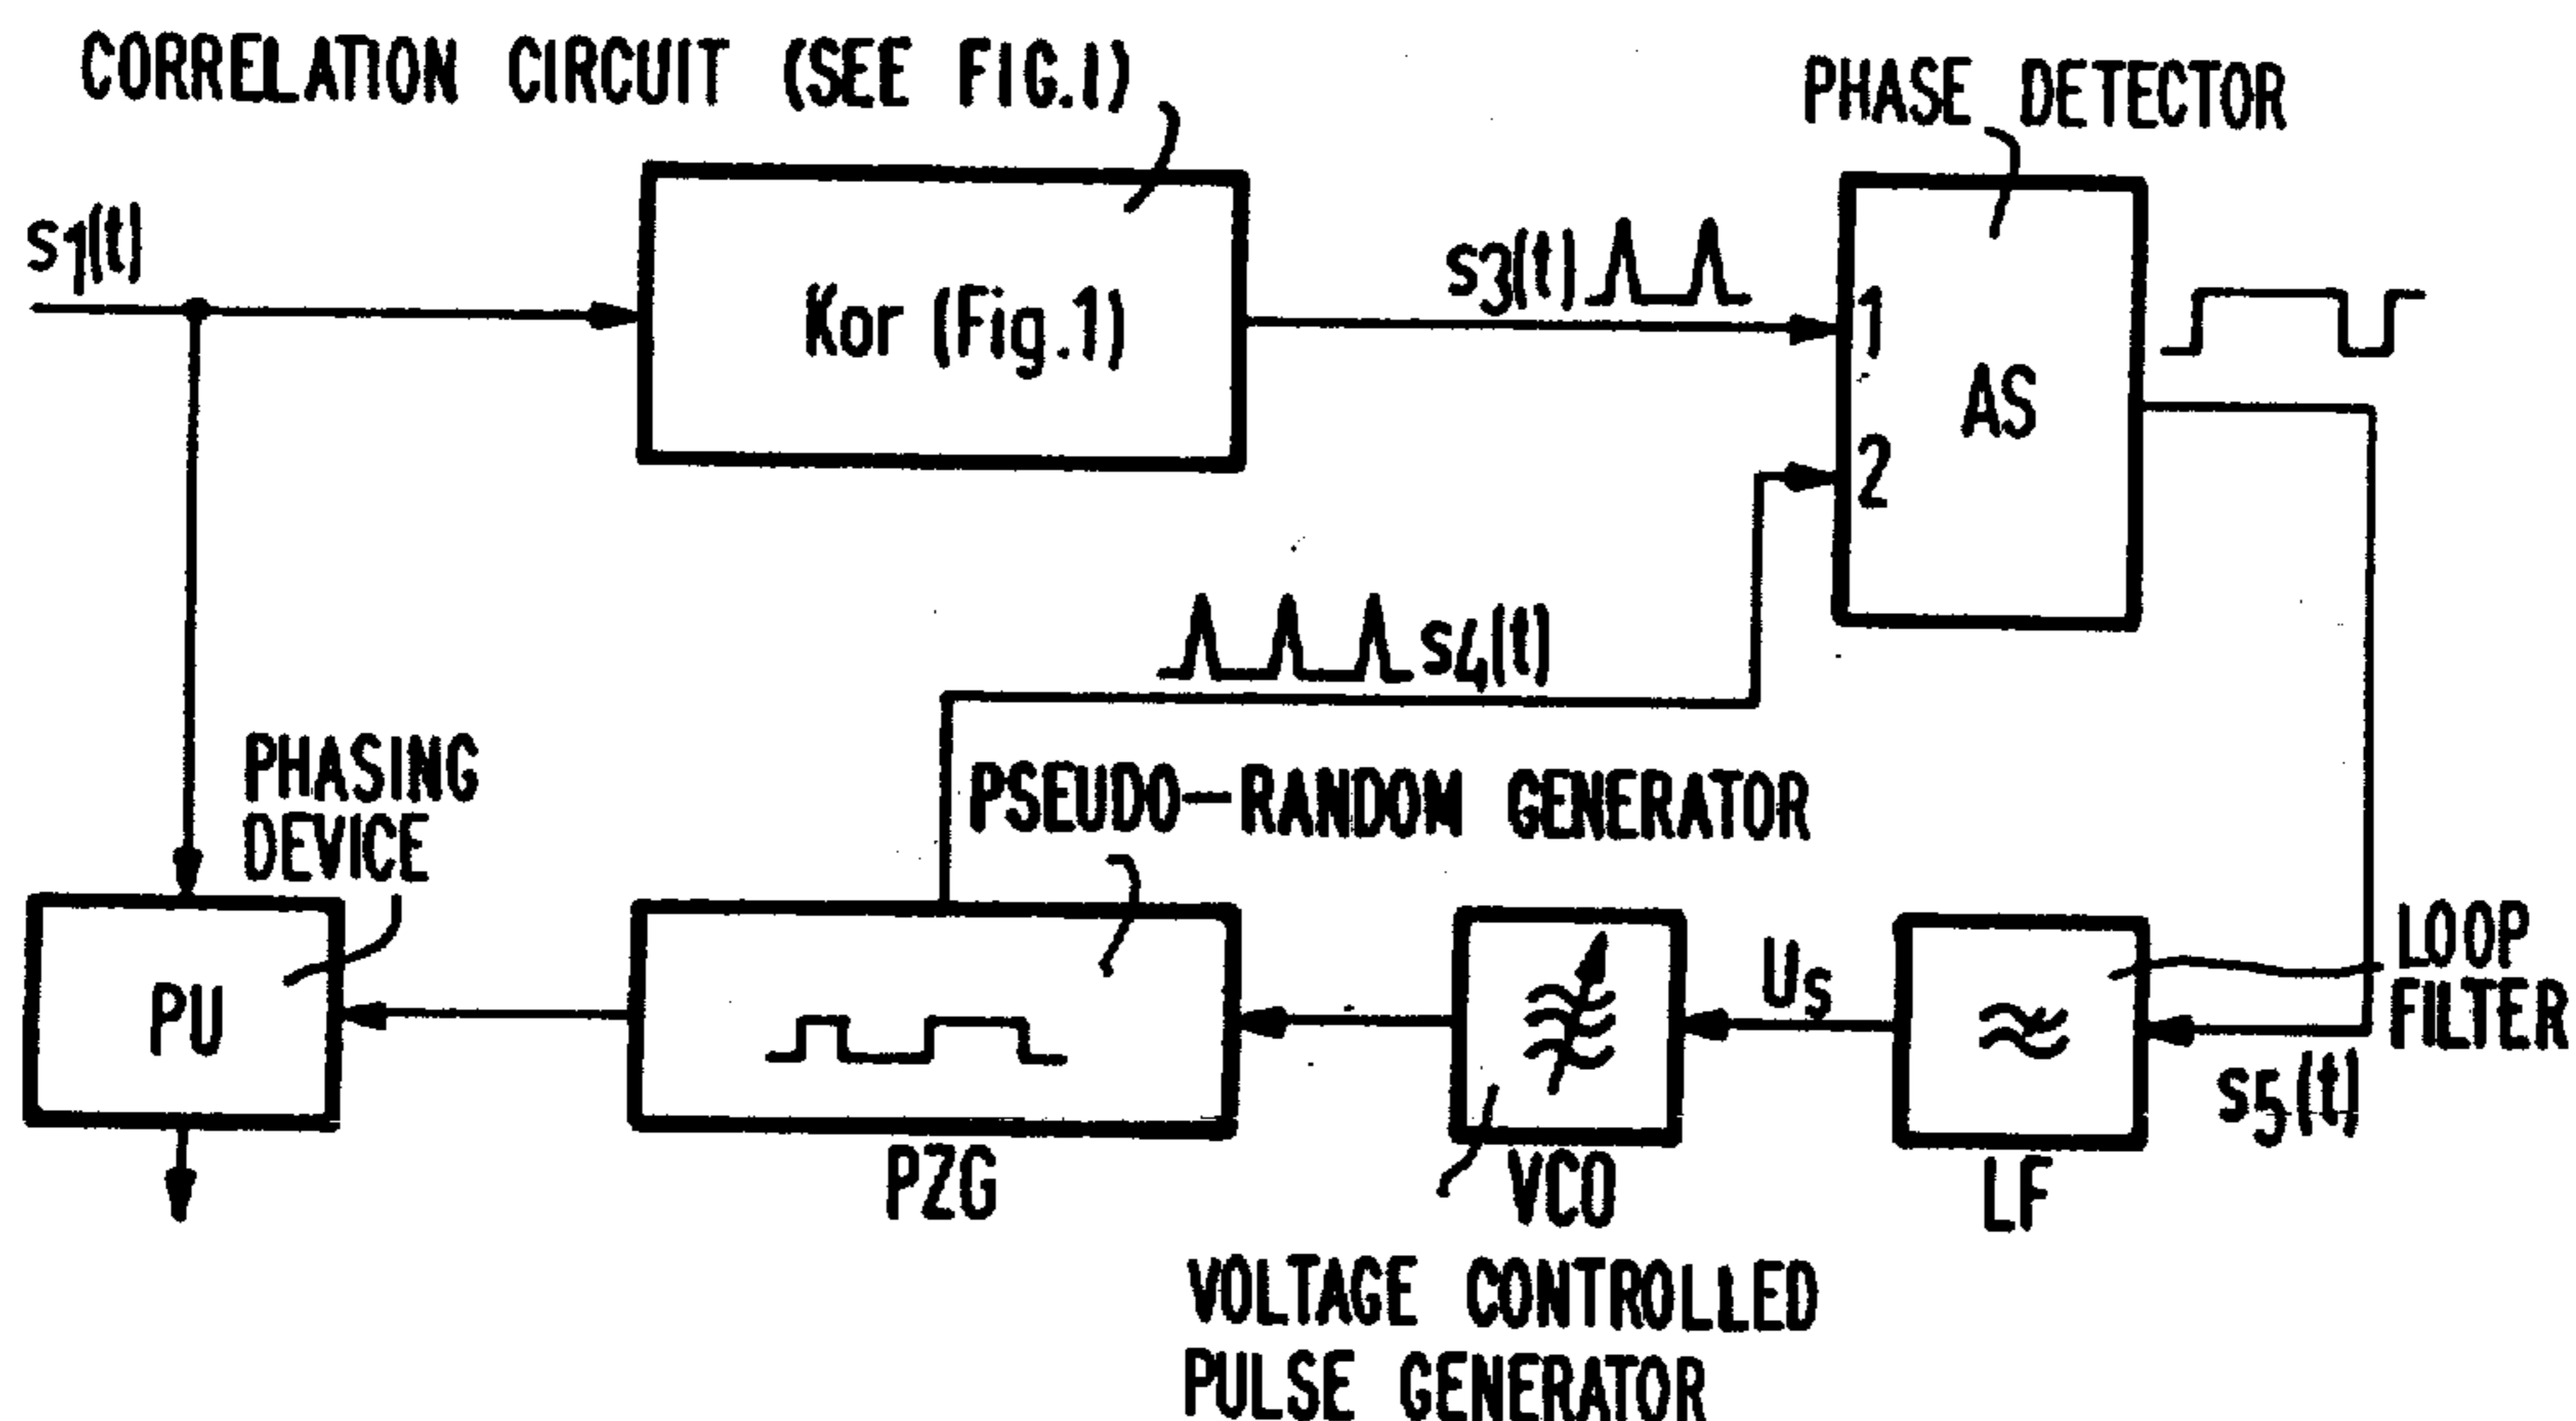 CORRELATION CIRCUIT (SEE FIG.1)
PHASE DETECTOR
s1(t)
Kor (Fig.1)
s3(t)
1
AS
2
s4(t)
PHASING
DEVICE
PSEUDO-RANDOM GENERATOR
LOOP
FILTER
PU
Us
s5(t)
PZG
VCO
LF
VOLTAGE CONTROLLED
PULSE GENERATOR